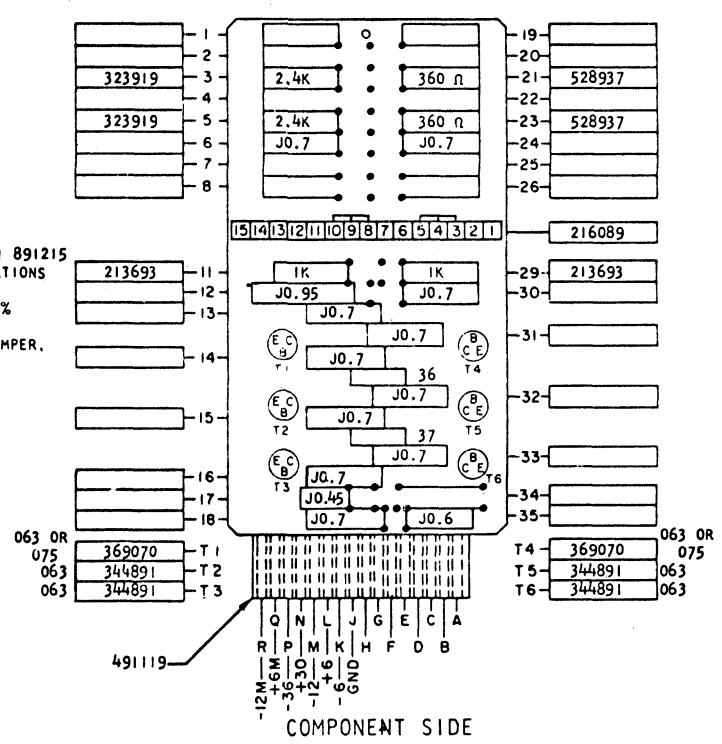 1 19
2 20
323919 3 2.4K 360 Ω 21 528937
4 22
323919 5 2.4K 360 Ω 23 528937
6 J0.7 J0.7 24
7 25
8 26
15 14 13 12 11 10 9 8 7 6 5 4 3 2 1 216089
891215
TIONS
213693 11 1K 1K 29 213693
12 J0.95 J0.7 30
%
13 J0.7
J0.7 31
MPER.
E C B B C E
T1 T4
14 J0.7
36
J0.7 32
E C B B C E
15 J0.7
T2 T5
37
J0.7 33
E C B B C E
T3 T6
16 J0.7
17 J0.45 34
18 J0.7 J0.6 35
063 OR 063 OR
075 369070 T1 T4 369070 075
063 344891 T2 T5 344891 063
063 344891 T3 T6 344891 063
Q N L J G E C A
R P M K H F D B
491119
-12M +6M -36 +30 -12 +6 -6 GND
COMPONENT SIDE